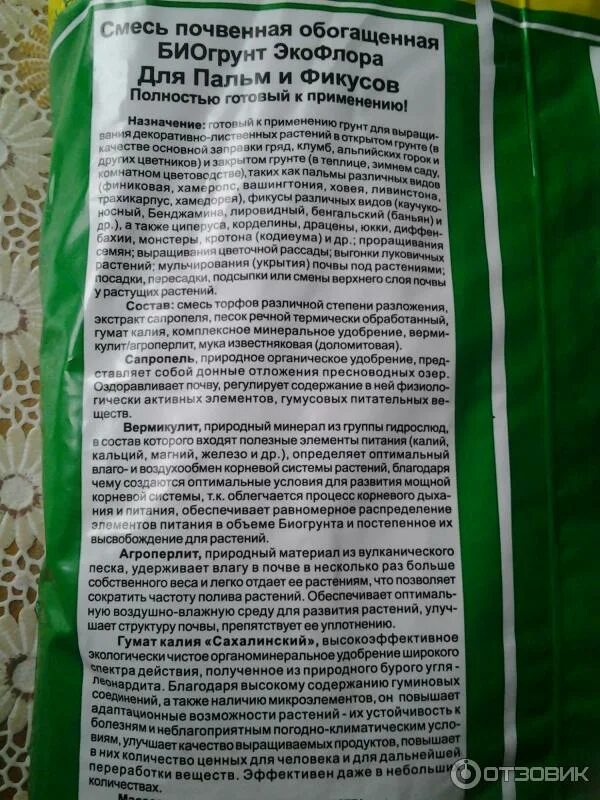 Смесь почвенная обогащенная
БИОгрунт ЭкоФлора
Для Пальм и Фикусов
Полностью готовый к применению!
Назначение: готовый к применению грунт для выращи-
вания декоративно-лиственных растений в открытом грунте (в
качестве основной заправки гряд, клумб, альпийских горок и
других цветников) и закрытом грунте (в теплице, зимнем саду,
комнатном цветоводстве), таких как пальмы различных видов
(финиковая, хамеропс, вашингтония, ховея, ливинстона,
трахикарпус, хамедорея), фикусы различных видов (каучуко-
носный, Бенджамина, лировидный, бенгальский (баньян) и
др.), а также циперуса, корделины, драцены, юкки, диффен-
бахии, монстеры, кротона (кодиеума) и др.; проращивания
семян; выращивания цветочной рассады; выгонки луковичных
растений; мульчирования (укрытия) почвы под растениями;
посадки, пересадки, подсыпки или смены верхнего слоя почвы
у растущих растений.
Состав: смесь торфов различной степени разложения,
экстракт сапропеля, песок речной термически обработанный,
гумат калия, комплексное минеральное удобрение, верми-
кулит/агроперлит, мука известняковая (доломитовая).
Сапропель, природное органическое удобрение, пред-
ставляет собой донные отложения пресноводных озер.
Оздоравливает почву, регулирует содержание в ней физиоло-
гически активных элементов, гумусовых питательных ве-
ществ.
Вермикулит, природный минерал из группы гидрослюд,
в состав которого входят полезные элементы питания (калий,
кальций, магний, железо и др.), определяет оптимальный
влаго- и воздухообмен корневой системы растений, благодаря
чему создаются оптимальные условия для развития мощной
корневой системы, т.к. облегчается процесс корневого дыха-
ния и питания, обеспечивает равномерное распределение
элементов питания в объеме Биогрунта и постепенное их
высвобождение для растений.
Агроперлит, природный материал из вулканического
песка, удерживает влагу в почве в несколько раз больше
собственного веса и легко отдает ее растениям, что позволяет
сократить частоту полива растений. Обеспечивает оптималь-
ную воздушно-влажную среду для развития растений, улуч-
шает структуру почвы, препятствует ее уплотнению.
Гумат калия «Сахалинский», высокоэффективное
экологически чистое органоминеральное удобрение широкого
спектра действия, полученное из природного бурого угля-
леонардита. Благодаря высокому содержанию гуминовых
соединений, а также наличию микроэлементов, он повышает
адаптационные возможности растений - их устойчивость к
болезням и неблагоприятным погодно-климатическим усло-
виям, улучшает качество выращиваемых продуктов, повышает
в них количество ценных для человека и для дальнейшей
переработки веществ. Эффективен даже в небольших
количествах.
ОТЗОВИК